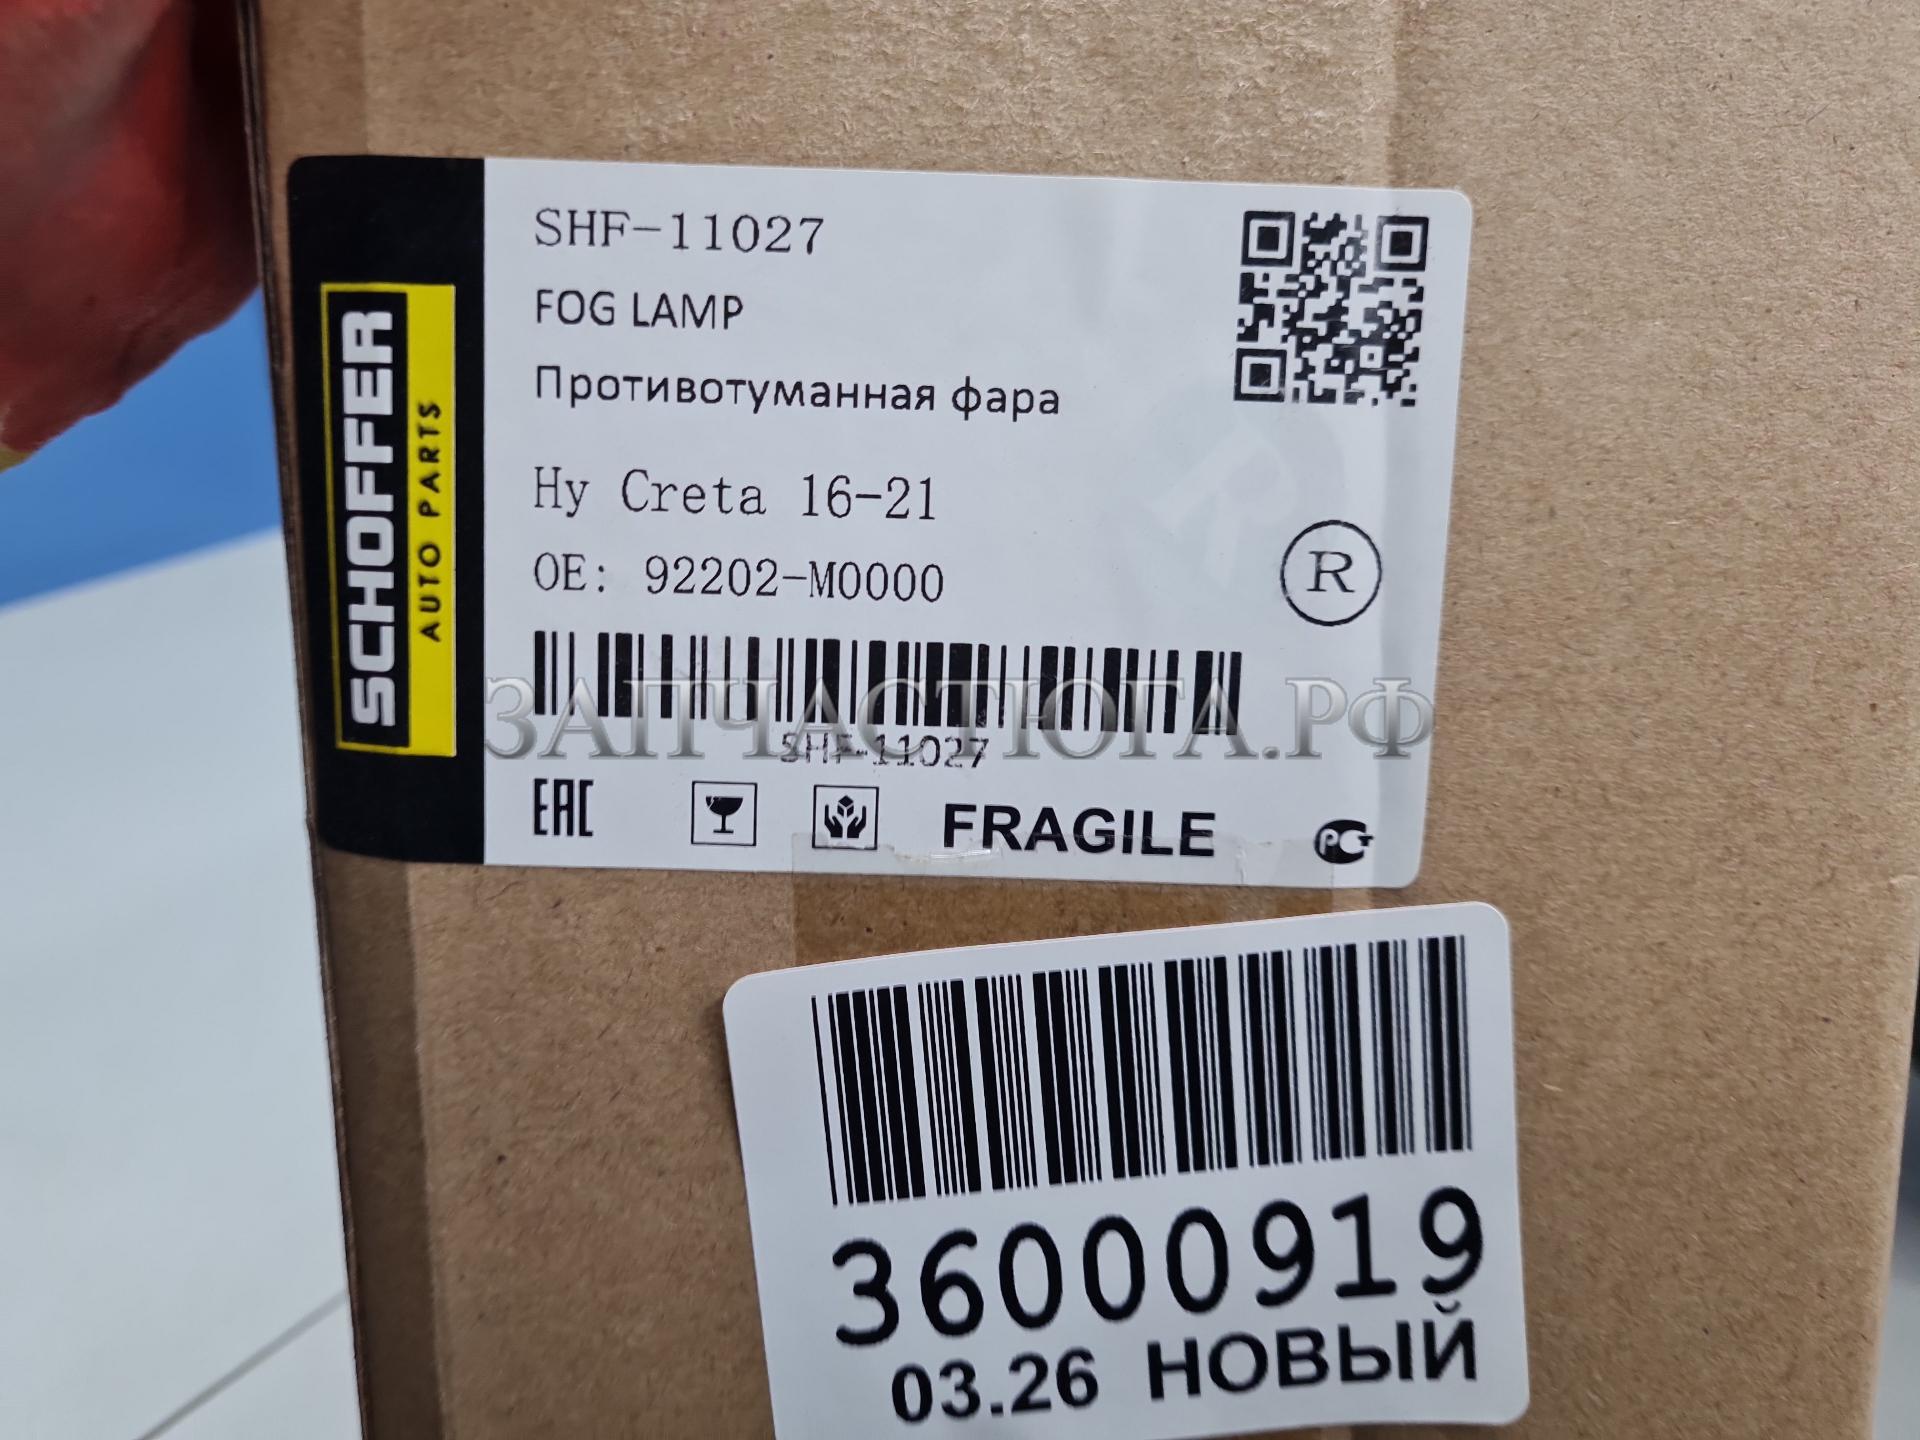 SCHOFFER
AUTO PARTS
SHF-11027
FOG LAMP
Противотуманная фара
Hy Creta 16-21
OE: 92202-M0000
R
SHF-11027
ЗАПЧАСТЮГА.РФ
EAC
FRAGILE
РСТ
36000919
03.26 НОВЫЙ